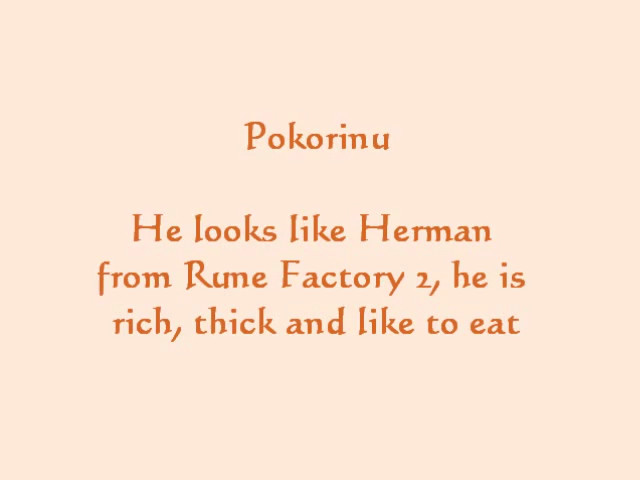 Pokorinu
He looks like Herman
from Rune Factory 2, he is
rich, thick and like to eat